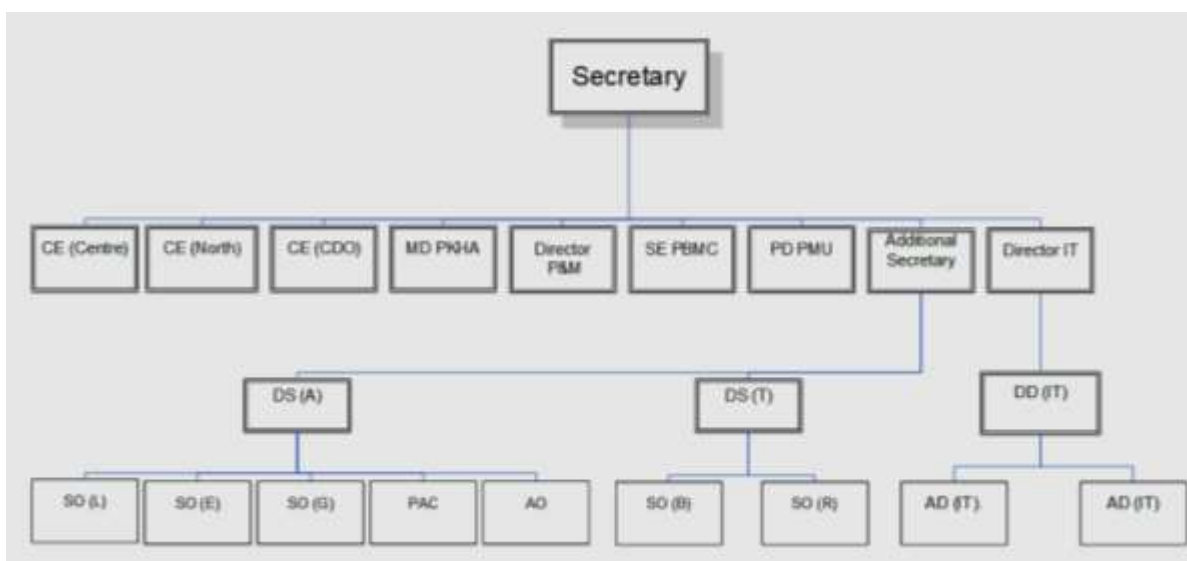 Secretary
CE (Centre)
CE (North)
CE (CDO)
MD PKHA
Director
P&M
SE PBMC
PD PMU
Additional
Secretary
Director IT
DS (A)
DS (T)
DD (IT)
SO (L)
SO (E)
SO (G)
PAC
AO
SO (B)
SO (R)
AD (IT)
AD (IT)